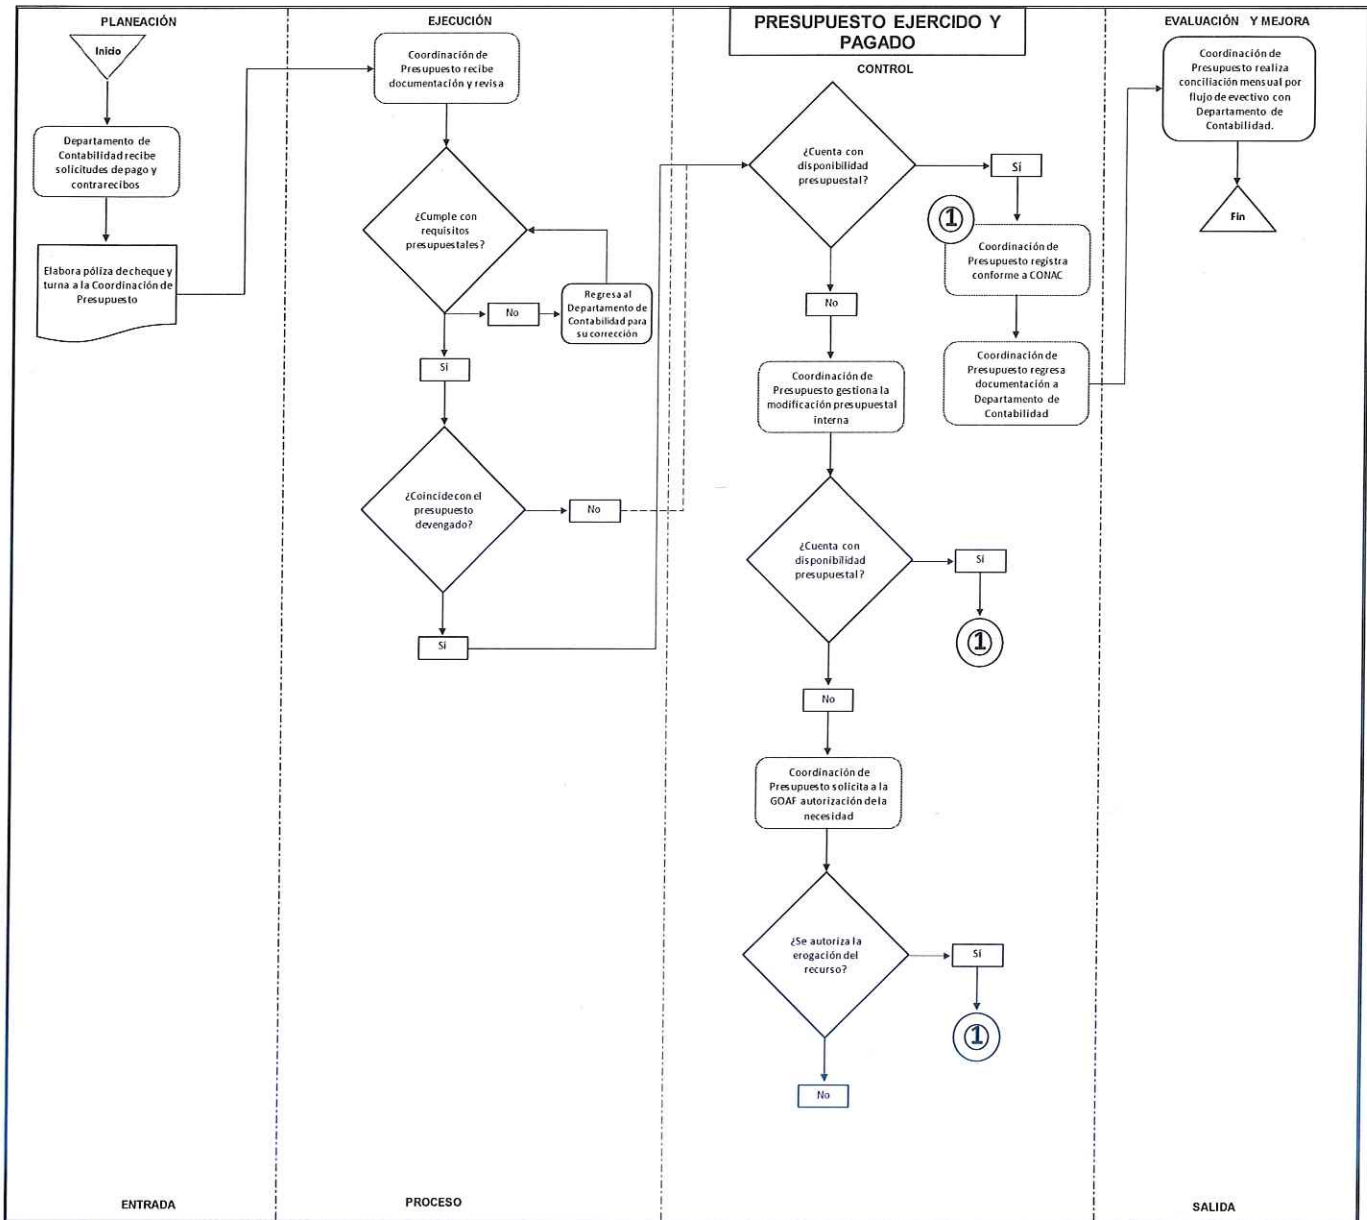 PRESUPUESTO EJERCIDO Y
PAGADO
PLANEACIÓN
Inicio
Departamento de
Contabilidad recibe
solicitudes de pago y
contrarecibos
Elabora póliza de cheque y
turna a la Coordinación de
Presupuesto
ENTRADA
EJECUCIÓN
Coordinación de
Presupuesto recibe
documentación y revisa
¿Cumple con
requisitos
presupuestales?
No
Regresa al
Departamento de
Contabilidad para
su corrección
Sí
¿Coincide con el
presupuesto
devengado?
No
Sí
PROCESO
CONTROL
¿Cuenta con
disponibilidad
presupuestal?
Sí
①
Coordinación de
Presupuesto registra
conforme a CONAC
Coordinación de
Presupuesto regresa
documentación a
Departamento de
Contabilidad
No
Coordinación de
Presupuesto gestiona la
modificación presupuestal
interna
¿Cuenta con
disponibilidad
presupuestal?
Sí
①
No
Coordinación de
Presupuesto solicita a la
GOAF autorización de la
necesidad
¿Se autoriza la
erogación del
recurso?
Sí
①
No
EVALUACIÓN Y MEJORA
Coordinación de
Presupuesto realiza
conciliación mensual por
flujo de evectivo con
Departamento de
Contabilidad.
Fin
SALIDA